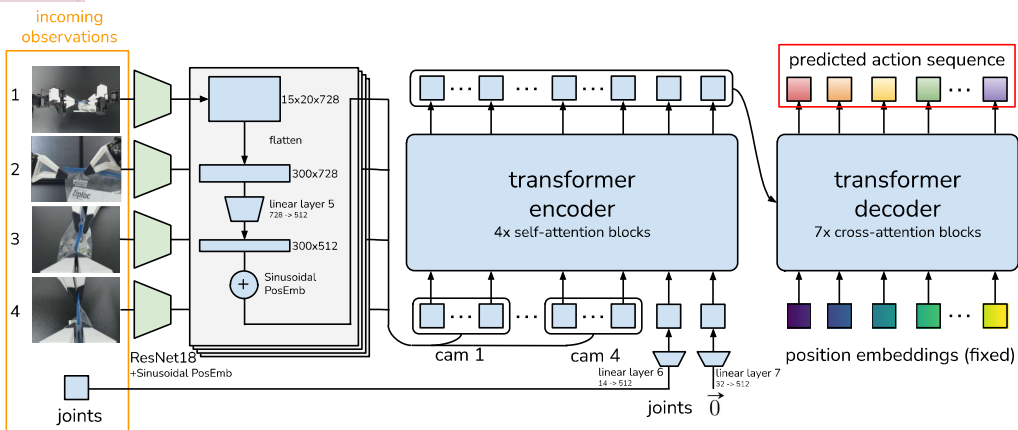 incoming
observations
1
2
3
4
Ziploc
ResNet18
+Sinusoidal PosEmb
joints
15x20x728
flatten
300x728
linear layer 5
728 -> 512
300x512
+
Sinusoidal
PosEmb
transformer
encoder
4x self-attention blocks
...
...
...
...
...
...
cam 1
cam 4
linear layer 6
14 -> 512
linear layer 7
32 -> 512
joints
0
predicted action sequence
...
transformer
decoder
7x cross-attention blocks
...
position embeddings (fixed)